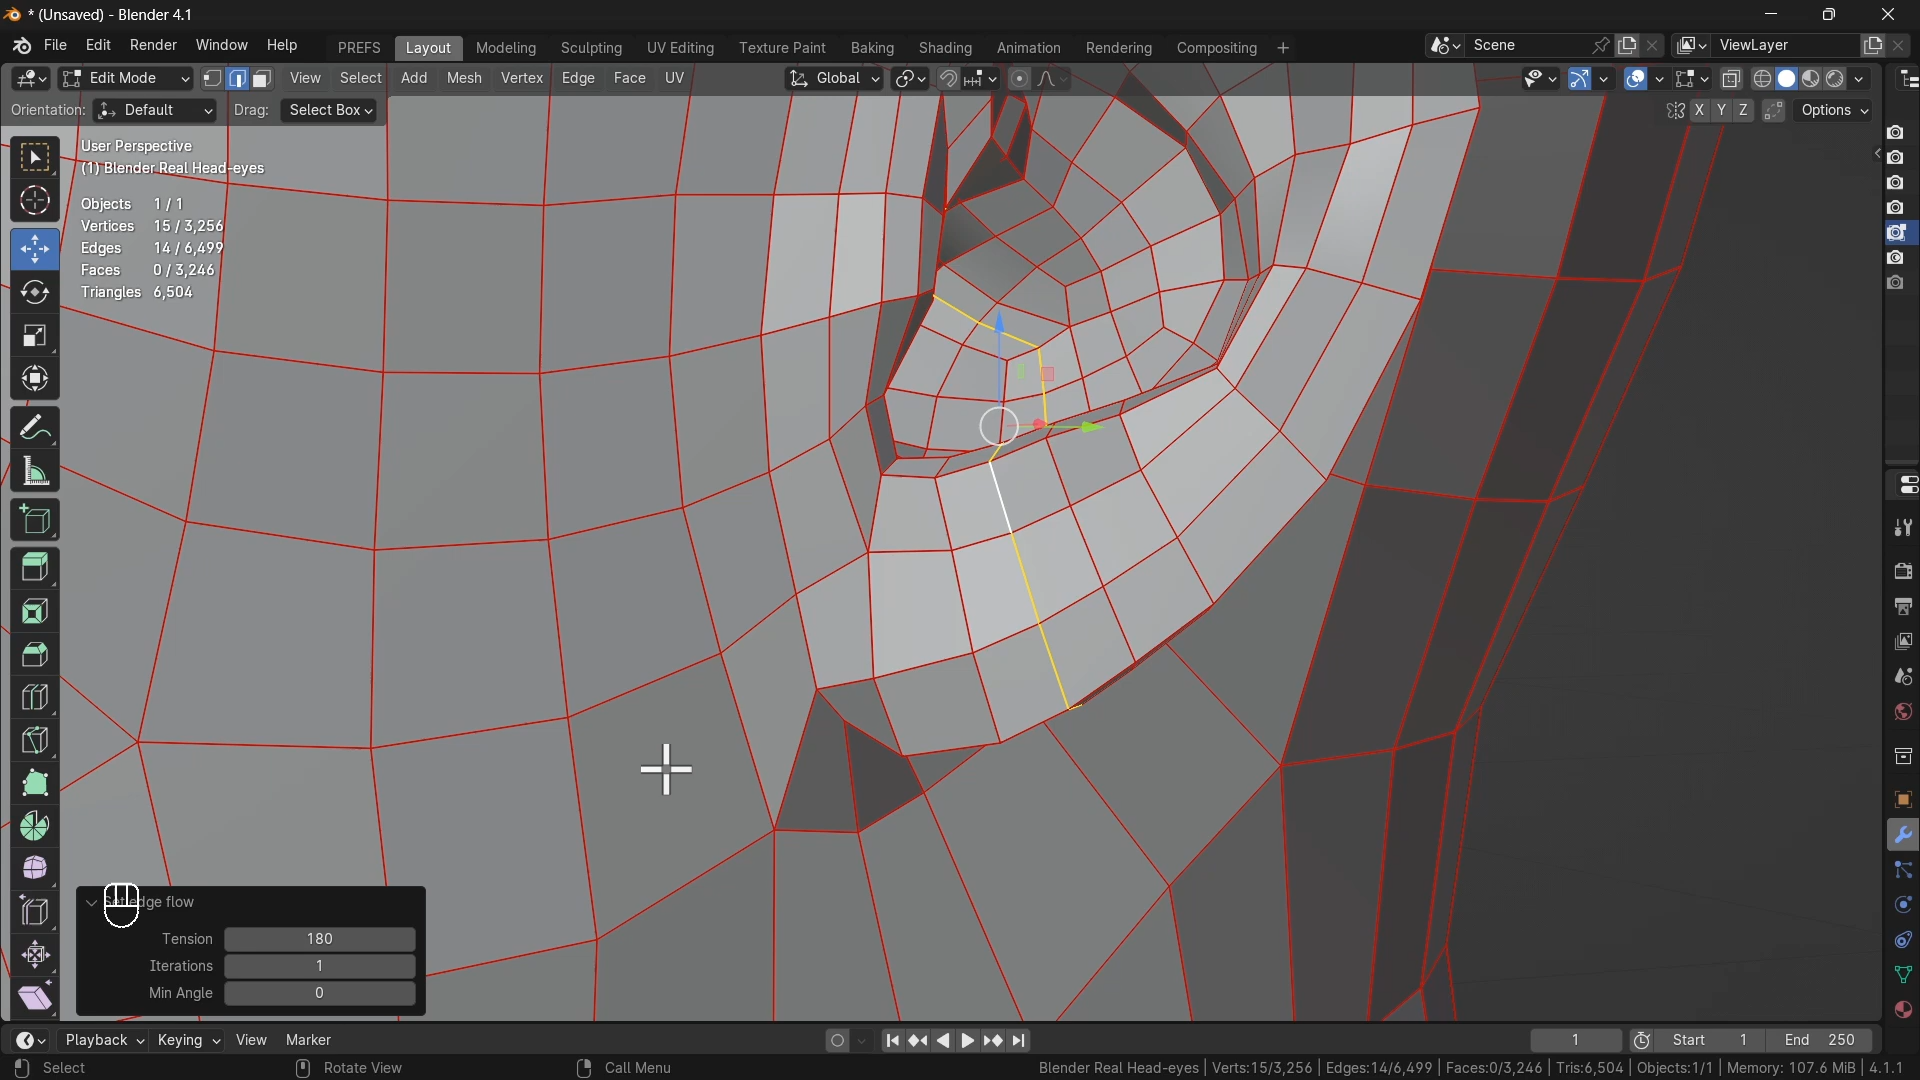 * (Unsaved) - Blender 4.1
File Edit Render Window Help PREFS Layout Modeling Sculpting UV Editing Texture Paint Baking Shading Animation Rendering Compositing + Scene ViewLayer
Edit Mode View Select Add Mesh Vertex Edge Face UV Global
Orientation: Default Drag: Select Box X Y Z Options
User Perspective
(1) Blender Real Head-eyes
Objects 1 / 1
Vertices 15 / 3,256
Edges 14 / 6,499
Faces 0 / 3,246
Triangles 6,504
edge flow
Tension 180
Iterations 1
Min Angle 0
Playback Keying View Marker 1 Start 1 End 250
Select Rotate View Call Menu Blender Real Head-eyes | Verts:15/3,256 | Edges:14/6,499 | Faces:0/3,246 | Tris:6,504 | Objects:1/1 | Memory: 107.6 MiB | 4.1.1